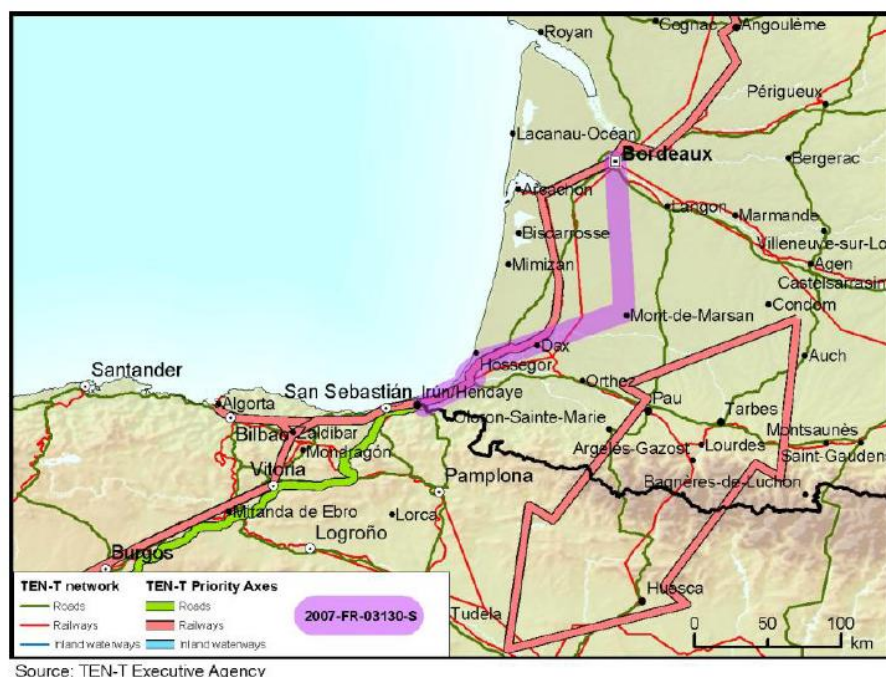 Royan
Cognac
Angoulême
Périgueux
Lacanau-Océan
Bordeaux
Bergerac
Arcachon
Langon
Marmande
Biscarrosse
Villeneuve-sur-Lo
Mimizan
Agen
Castelsarrasin
Condom
Mont-de-Marsan
Dax
Auch
Hossegor
Santander
San Sebastián
Irún/Hendaye
Orthez
Algorta
Pau
Oloron-Sainte-Marie
Tarbes
Bilbao
Zaldibar
Montsaunès
Mondragón
Argelès-Gazost
Lourdes
Saint-Gaudens
Vitoria
Pamplona
Bagnères-de-Luchon
Miranda de Ebro
Lorca
Logroño
Burgos
Huesca
Tudela
TEN-T network
Roads
Railways
Inland waterways
TEN-T Priority Axes
Roads
Railways
Inland waterways
2007-FR-03130-S
0 50 100
km
Source: TEN-T Executive Agency